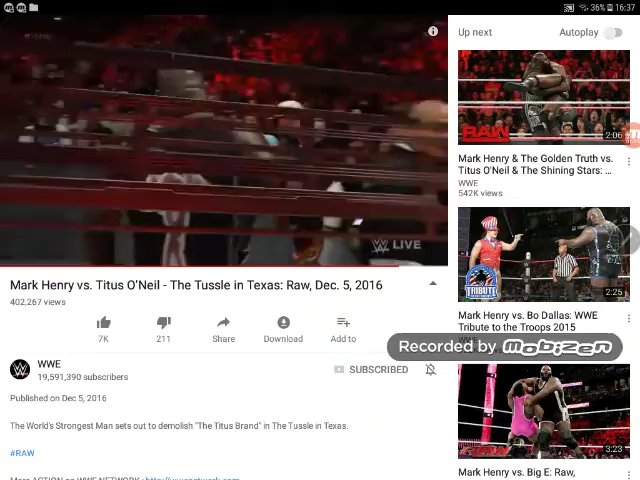 36% 16:37
WWE LIVE
Mark Henry vs. Titus O'Neil - The Tussle in Texas: Raw, Dec. 5, 2016
402,267 views
7K
211
Share
Download
Add to
WWE
19,591,390 subscribers
SUBSCRIBED
Published on Dec 5, 2016
The World's Strongest Man sets out to demolish "The Titus Brand" in The Tussle in Texas.
#RAW
Up next
Autoplay
RAW
2:06
Mark Henry & The Golden Truth vs.
Titus O'Neil & The Shining Stars: ...
WWE
542K views
TRIBUTE
2:25
Mark Henry vs. Bo Dallas: WWE
Tribute to the Troops 2015
Recorded by Mobizen
RAW
3:23
Mark Henry vs. Big E: Raw,